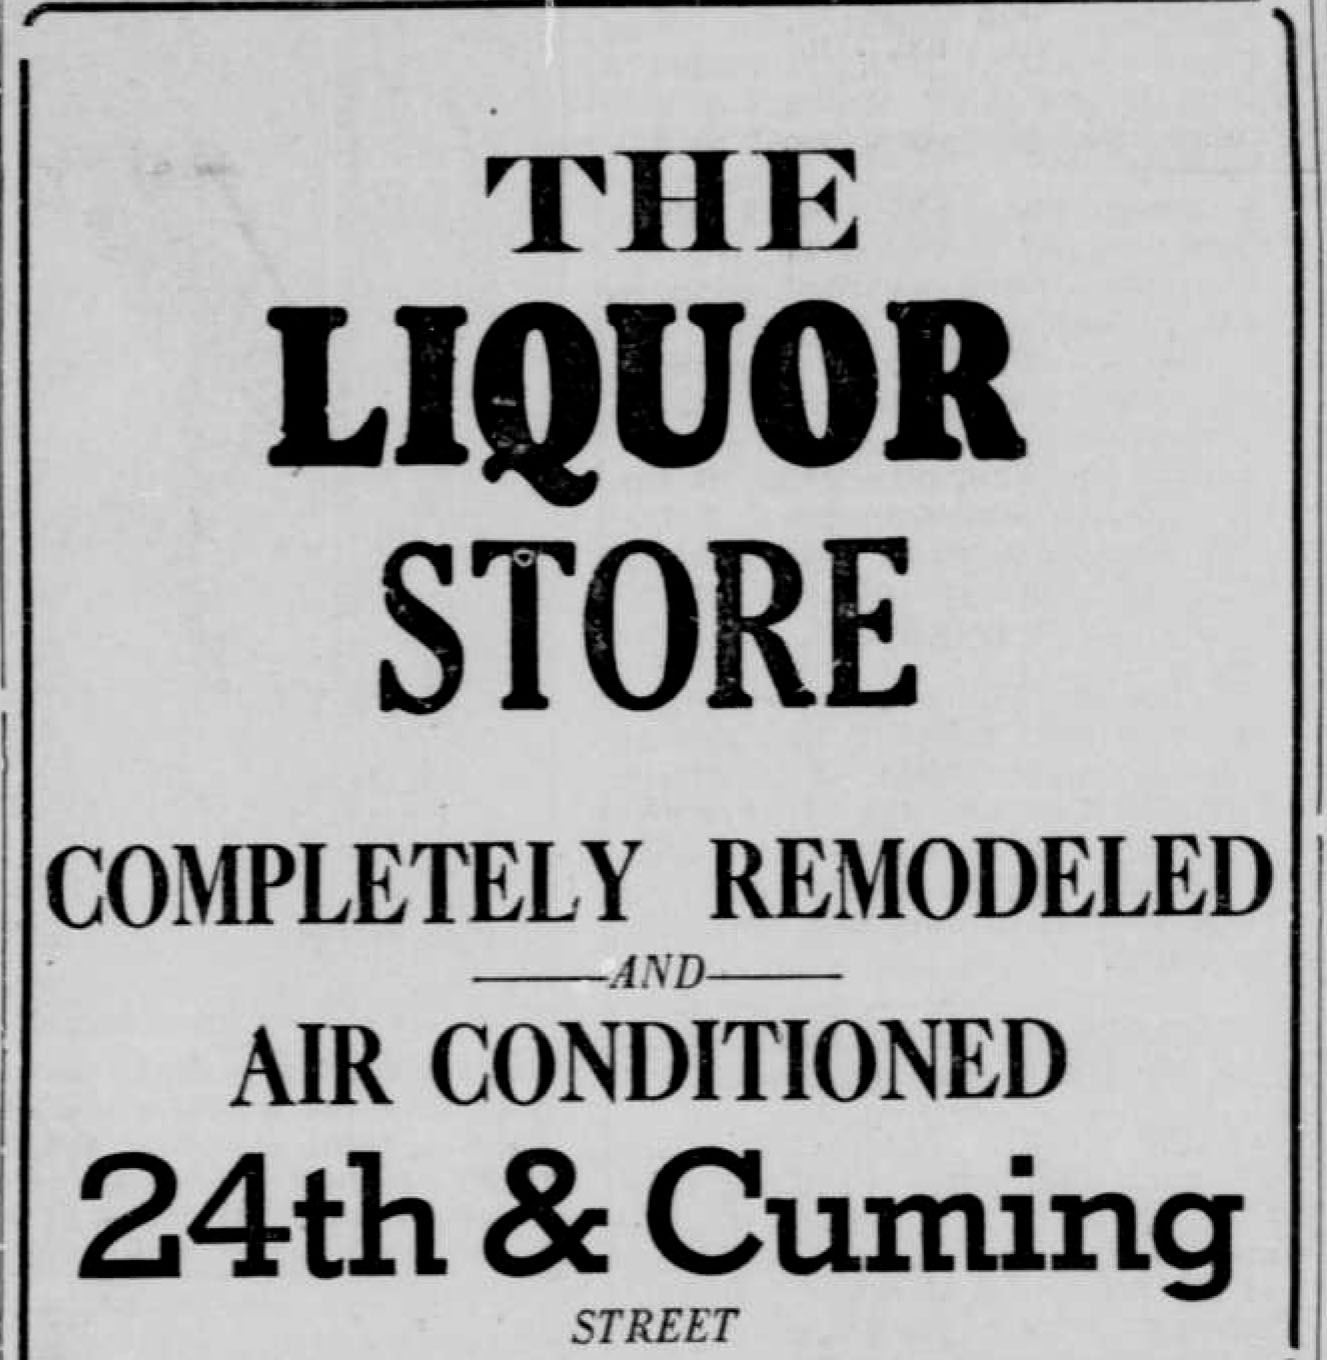 THE
LIQUOR
STORE
COMPLETELY REMODELED
AND
AIR CONDITIONED
24th & Cuming
STREET